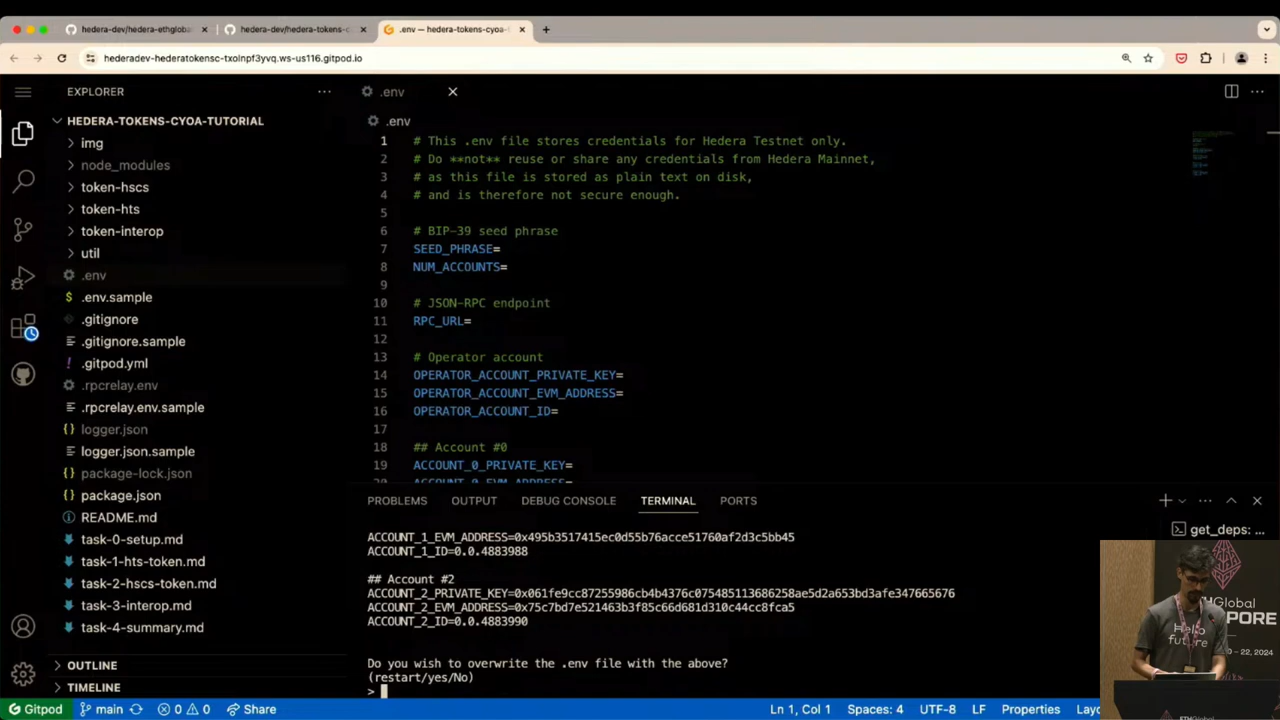 hedera-dev/hedera-ethgloba
hedera-dev/hedera-tokens-c
.env — hedera-tokens-cyoa-
hederadev-hederatokensc-txolnpf3yvq.ws-us116.gitpod.io
EXPLORER
.env
HEDERA-TOKENS-CYOA-TUTORIAL
img
node_modules
token-hscs
token-hts
token-interop
util
.env
.env.sample
.gitignore
.gitignore.sample
.gitpod.yml
.rpcrelay.env
.rpcrelay.env.sample
logger.json
logger.json.sample
package-lock.json
package.json
README.md
task-0-setup.md
task-1-hts-token.md
task-2-hscs-token.md
task-3-interop.md
task-4-summary.md
OUTLINE
TIMELINE
.env
1 # This .env file stores credentials for Hedera Testnet only.
2 # Do **not** reuse or share any credentials from Hedera Mainnet,
3 # as this file is stored as plain text on disk,
4 # and is therefore not secure enough.
5
6 # BIP-39 seed phrase
7 SEED_PHRASE=
8 NUM_ACCOUNTS=
9
10 # JSON-RPC endpoint
11 RPC_URL=
12
13 # Operator account
14 OPERATOR_ACCOUNT_PRIVATE_KEY=
15 OPERATOR_ACCOUNT_EVM_ADDRESS=
16 OPERATOR_ACCOUNT_ID=
17
18 ## Account #0
19 ACCOUNT_0_PRIVATE_KEY=
20 ACCOUNT_0_EVM_ADDRESS=
PROBLEMS OUTPUT DEBUG CONSOLE TERMINAL PORTS
get_deps: ...
ACCOUNT_1_EVM_ADDRESS=0x495b3517415ec0d55b76acce51760af2d3c5bb45
ACCOUNT_1_ID=0.0.4883988
## Account #2
ACCOUNT_2_PRIVATE_KEY=0x061fe9cc87255986cb4b4376c075485113686258ae5d2a653bd3afe347665676
ACCOUNT_2_EVM_ADDRESS=0x75c7bd7e521463b3f85c66d681d310c44cc8fca5
ACCOUNT_2_ID=0.0.4883990
Do you wish to overwrite the .env file with the above?
(restart/yes/No)
>
Hello
future
Gitpod main 0 0 Share
Ln 1, Col 1 Spaces: 4 UTF-8 LF Properties Layo